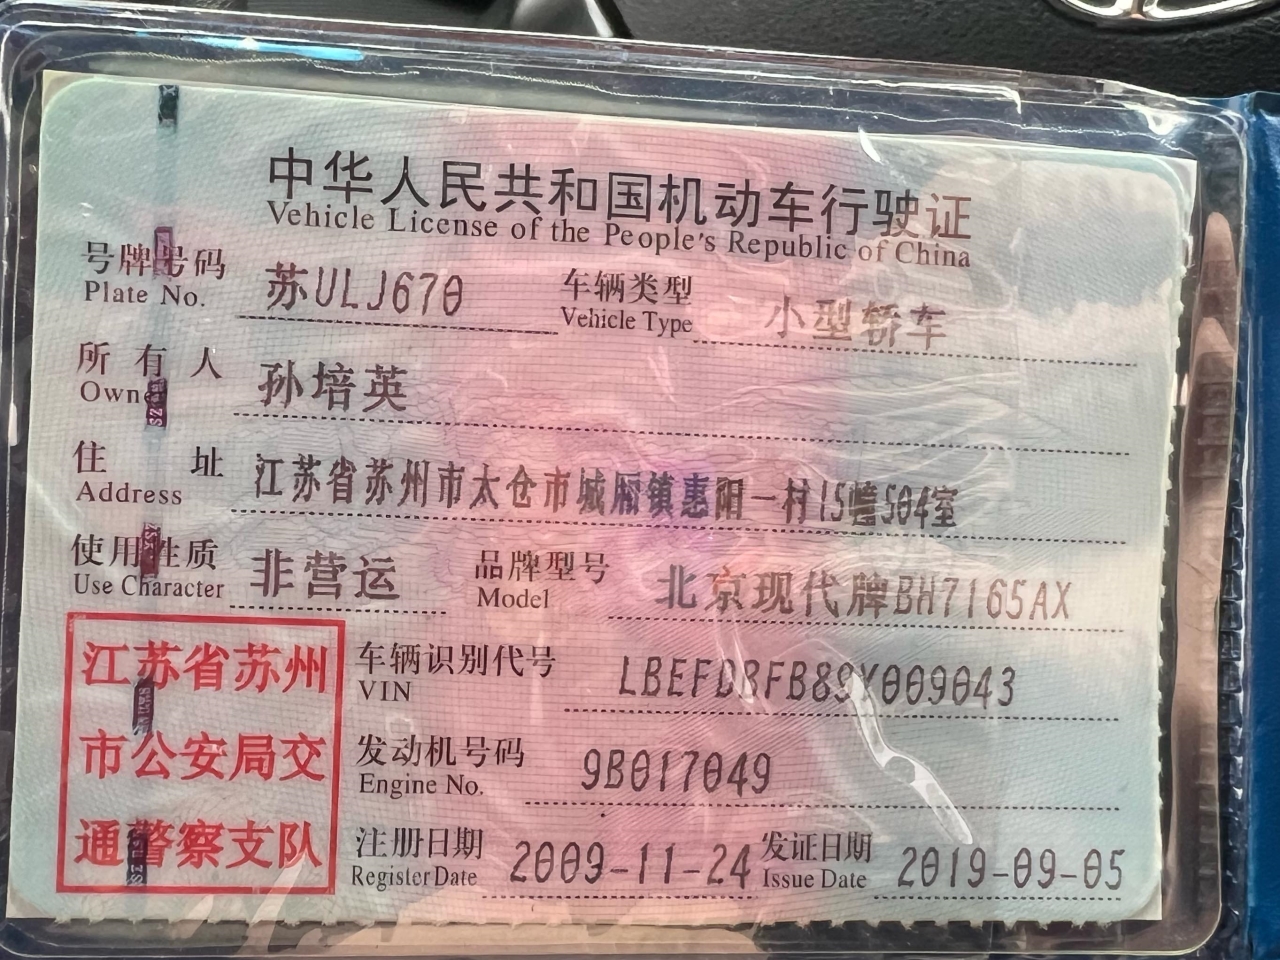 中华人民共和国机动车行驶证
Vehicle License of the People's Republic of China
号牌号码 苏ULJ670 车辆类型 小型轿车
Plate No. Vehicle Type
所有人 孙培英
Owner
住址 江苏省苏州市太仓市城厢镇惠阳一村15幢504室
Address
使用性质 非营运 品牌型号 北京现代牌BH7165AX
Use Character Model
江苏省苏州
市公安局交
通警察支队
车辆识别代号 LBEFDBFB89X009043
VIN
发动机号码 9B017049
Engine No.
注册日期 2009-11-24 发证日期 2019-09-05
Register Date Issue Date